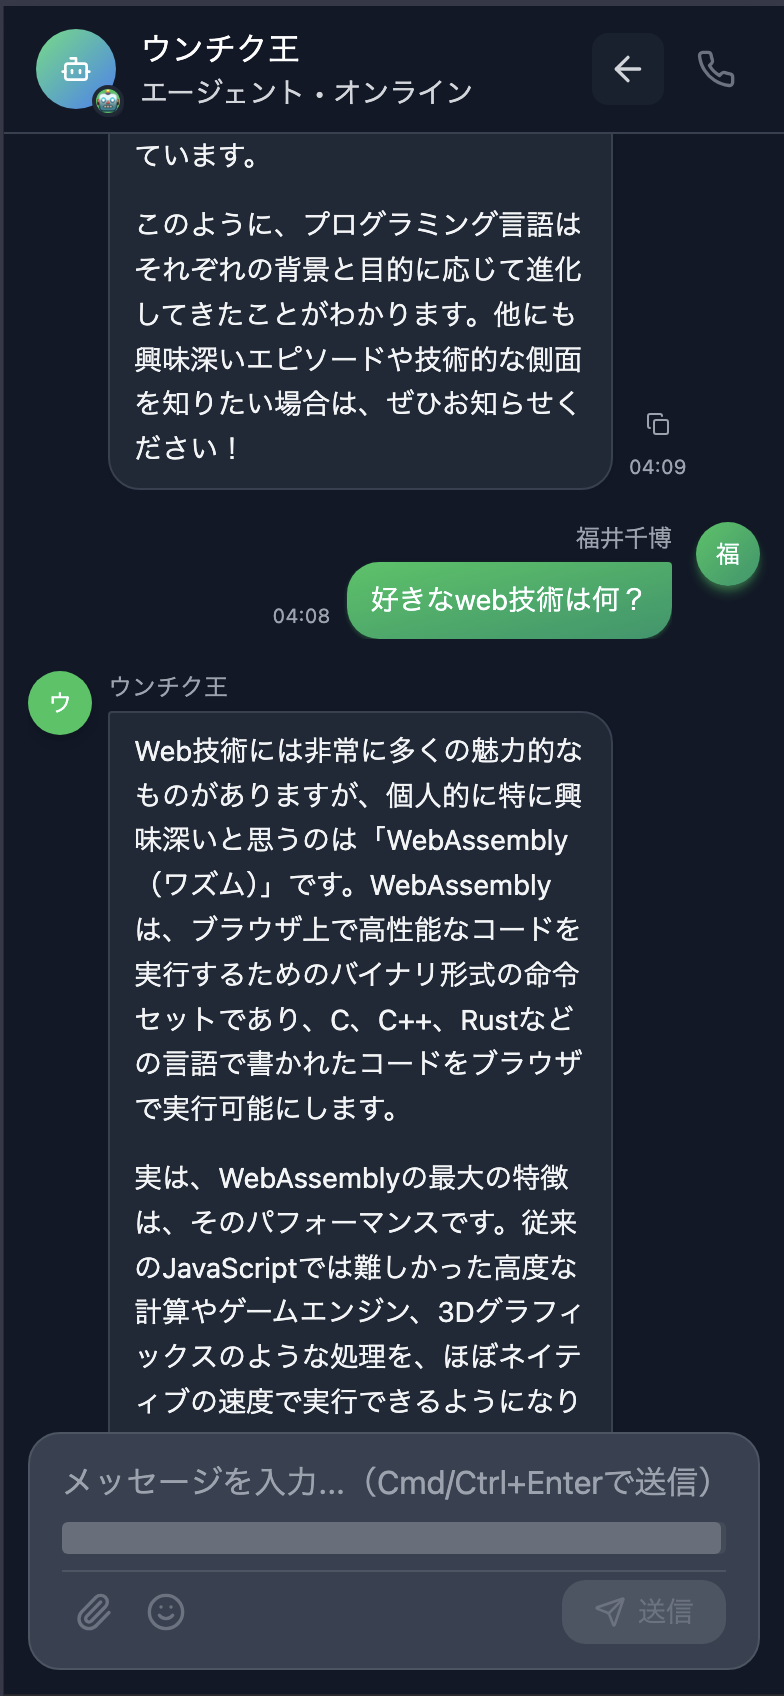 ウンチク王
エージェント・オンライン
ています。
このように、プログラミング言語は
それぞれの背景と目的に応じて進化
してきたことがわかります。他にも
興味深いエピソードや技術的な側面
を知りたい場合は、ぜひお知らせく
ださい！
04:09
福井千博
福
好きなweb技術は何？
04:08
ウ
ウンチク王
Web技術には非常に多くの魅力的な
ものがありますが、個人的に特に興
味深いと思うのは「WebAssembly
（ワズム）」です。WebAssembly
は、ブラウザ上で高性能なコードを
実行するためのバイナリ形式の命令
セットであり、C、C++、Rustなど
の言語で書かれたコードをブラウザ
で実行可能にします。
実は、WebAssemblyの最大の特徴
は、そのパフォーマンスです。従来
のJavaScriptでは難しかった高度な
計算やゲームエンジン、3Dグラフィ
ックスのような処理を、ほぼネイテ
ィブの速度で実行できるようになり
メッセージを入力...（Cmd/Ctrl+Enterで送信）
送信